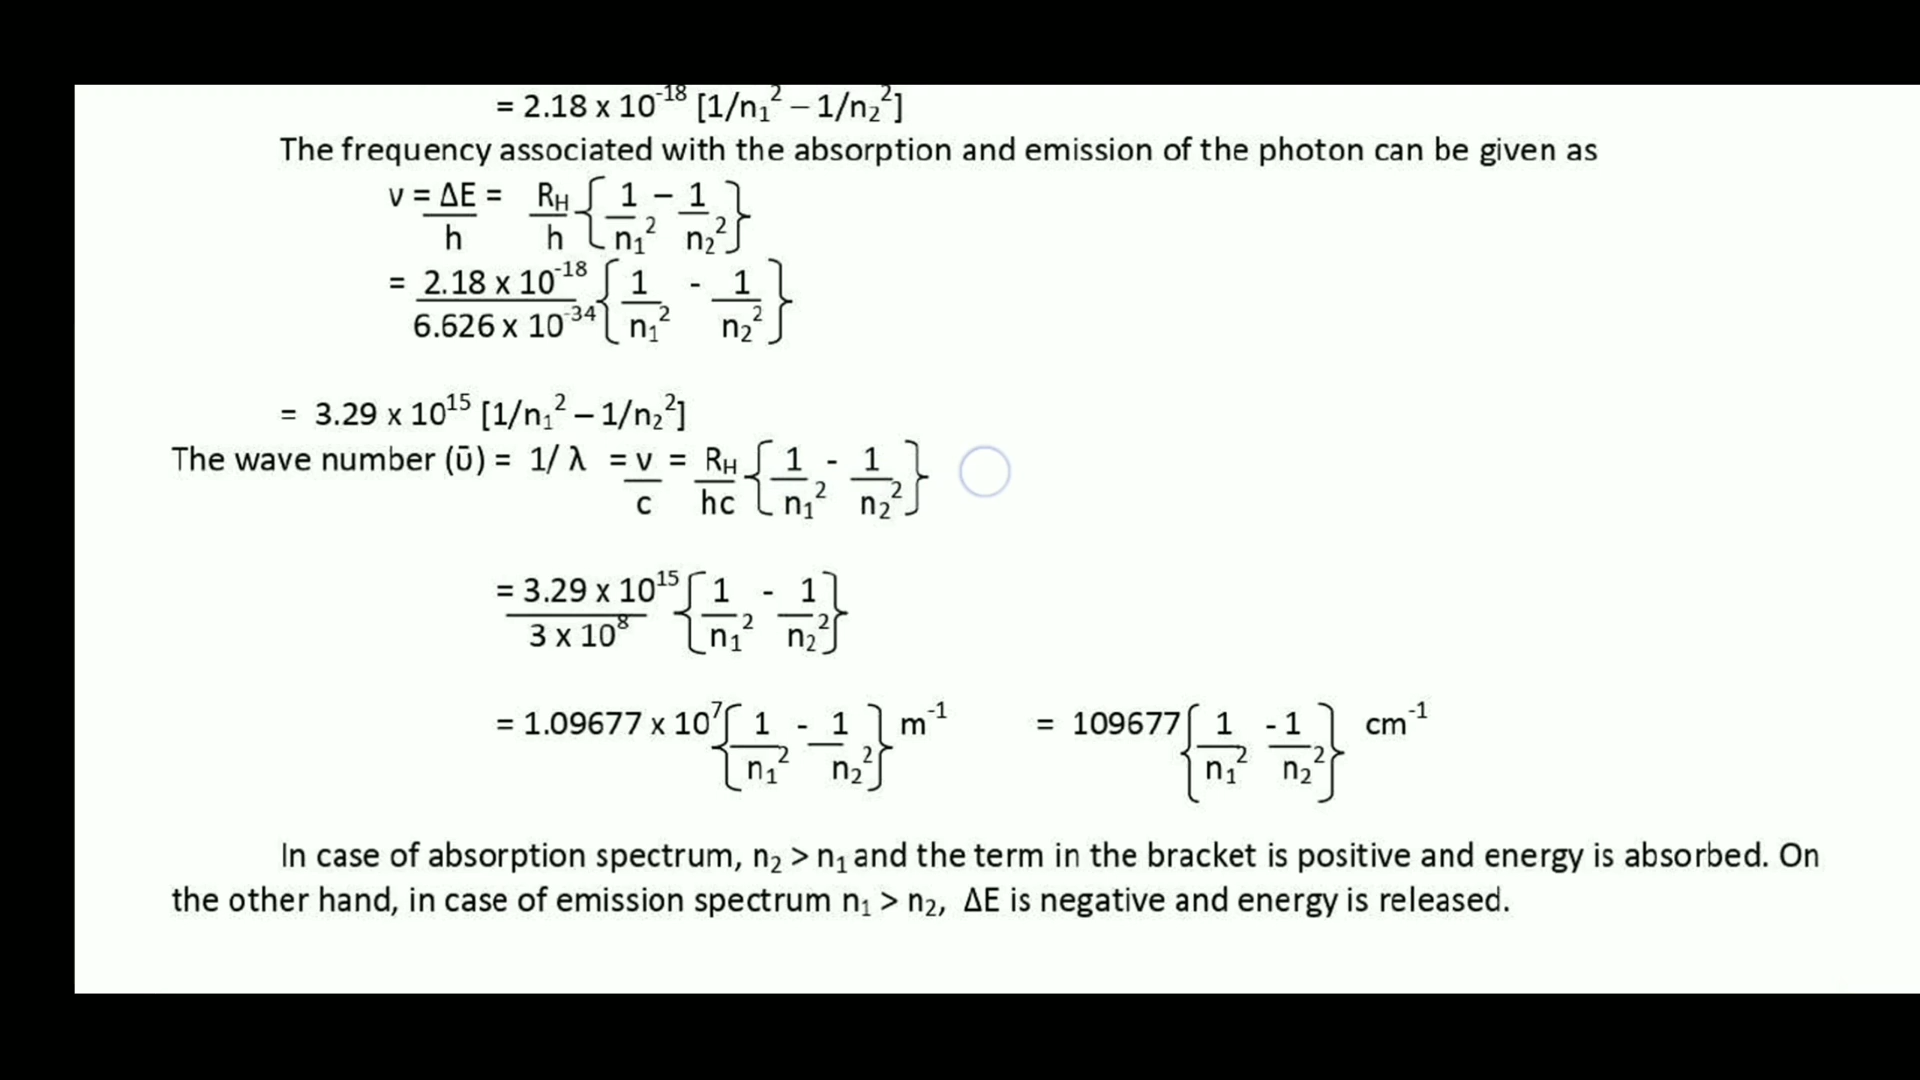 = 2.18 x 10⁻¹⁸ [1/n₁² – 1/n₂²]
The frequency associated with the absorption and emission of the photon can be given as
ν = ΔE = R_H { 1 – 1 }
h h n₁² n₂²
= 2.18 x 10⁻¹⁸ { 1 - 1 }
6.626 x 10⁻³⁴ n₁² n₂²
= 3.29 x 10¹⁵ [1/n₁² – 1/n₂²]
The wave number (ῡ) = 1/ λ = ν = R_H { 1 - 1 }
c hc n₁² n₂²
= 3.29 x 10¹⁵ { 1 - 1 }
3 x 10⁸ n₁² n₂²
= 1.09677 x 10⁷ { 1 - 1 } m⁻¹ = 109677 { 1 - 1 } cm⁻¹
n₁² n₂² n₁² n₂²
In case of absorption spectrum, n₂ > n₁ and the term in the bracket is positive and energy is absorbed. On
the other hand, in case of emission spectrum n₁ > n₂, ΔE is negative and energy is released.